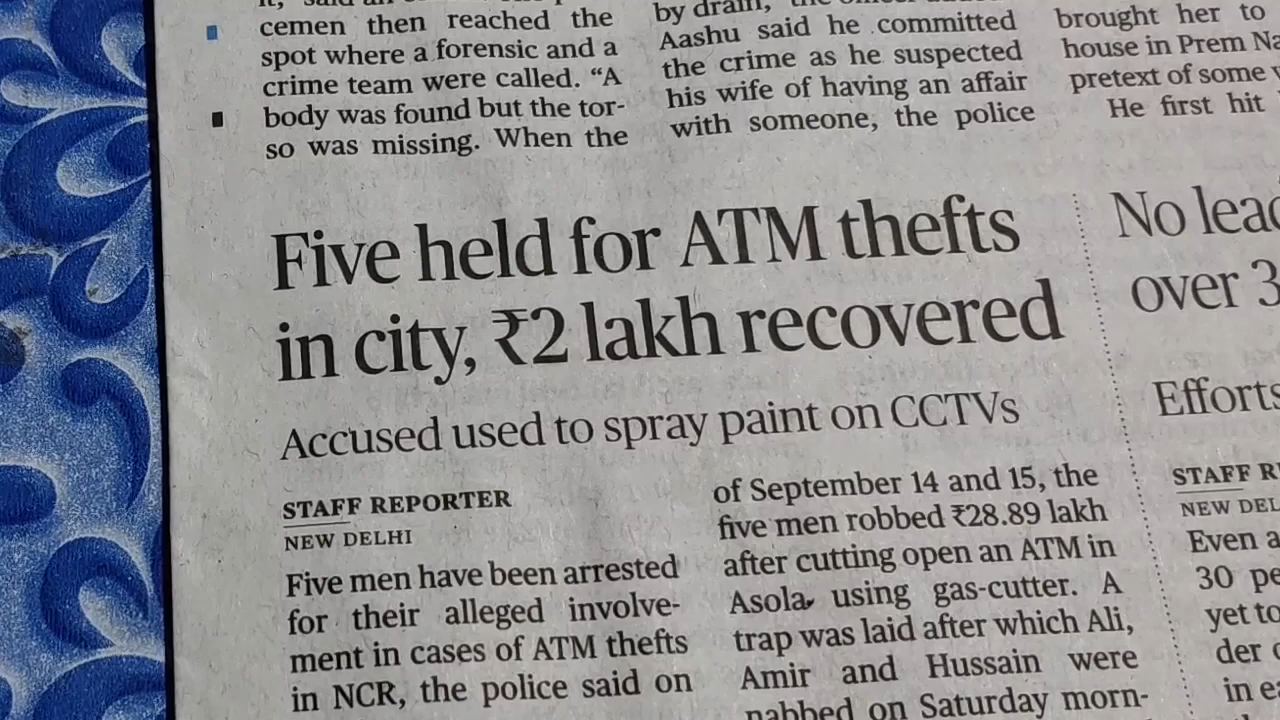 cemen then reached the
spot where a forensic and a
crime team were called. “A
body was found but the tor-
so was missing. When the
by drain, the
Aashu said he committed
the crime as he suspected
his wife of having an affair
with someone, the police
brought her to
house in Prem
pretext of some
He first hit
Five held for ATM thefts
in city, ₹2 lakh recovered
Accused used to spray paint on CCTVs
STAFF REPORTER
NEW DELHI
Five men have been arrested
for their alleged involve-
ment in cases of ATM thefts
in NCR, the police said on
of September 14 and 15, the
five men robbed ₹28.89 lakh
after cutting open an ATM in
Asola, using gas-cutter. A
trap was laid after which Ali,
Amir and Hussain were
nabbed on Saturday morn-
No
over 3
Efforts
STAFF
NEW
Even
30
yet to
in